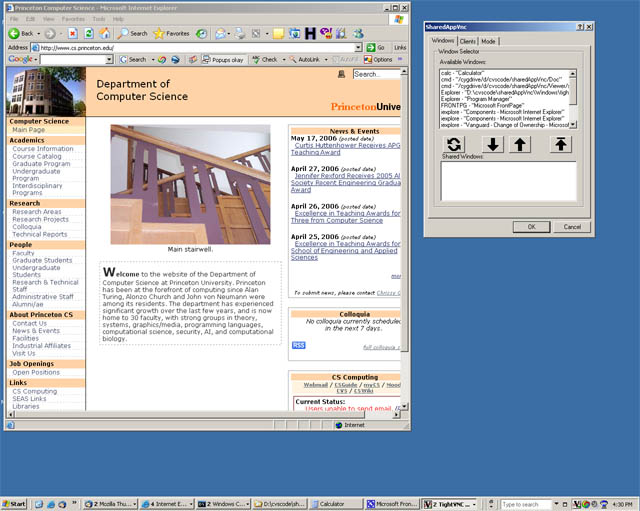 Princeton Computer Science - Microsoft Internet Explorer
File Edit View Favorites Tools Help
Back Search Favorites
Address http://www.cs.princeton.edu/ Go Links
Google Search Popups okay Check AutoLink AutoFill Options
Department of
Computer Science
Search...
PrincetonUniver
Computer Science
Main Page
Academics
Course Information
Course Catalog
Graduate Program
Undergraduate
Program
Interdisciplinary
Programs
Research
Research Areas
Research Projects
Colloquia
Technical Reports
People
Faculty
Graduate Students
Undergraduate
Students
Research & Technical
Staff
Administrative Staff
Alumni/ae
About Princeton CS
Contact Us
News & Events
Facilities
Industrial Affiliates
Visit Us
Job Openings
Open Positions
Links
CS Computing
SEAS Links
Libraries
Main stairwell.
Welcome to the website of the Department of
Computer Science at Princeton University. Princeton
has been at the forefront of computing since Alan
Turing, Alonzo Church and John von Neumann were
among its residents. The department has experienced
significant growth over the last few years, and is now
home to 30 faculty, with strong groups in theory,
systems, graphics/media, programming languages,
computational science, security, AI, and computational
biology.
News & Events
May 17, 2006 (posted date)
Curtis Huttenhower Receives APG
Teaching Award
April 27, 2006 (posted date)
Jennifer Rexford Receives 2005 Al
Society Recent Engineering Gradua
Award
April 26, 2006 (posted date)
Excellence in Teaching Awards for
Three from Computer Science
April 25, 2006 (posted date)
Excellence in Teaching Awards for
School of Engineering and Applied
Sciences
To submit news, please contact Chrissy
Colloquia
No colloquia currently scheduled
in the next 7 days.
RSS full colloquia
CS Computing
Webmail / CSGuide / myCS / Hood
CVS / CSWiki
Current Status:
Users unable to send email.
Internet
SharedAppVnc
Windows Clients Mode
Window Selector
Available Windows:
calc - "Calculator"
cmd - "/cygdrive/d/cvscode/sharedAppVnc/Doc"
cmd - "/cygdrive/d/cvscode/sharedAppVnc/Viewer/
Explorer - "D:\cvscode\sharedAppVnc\Windows\
Explorer - "Program Manager"
FRONTPG - "Microsoft FrontPage"
iexplore - "Components - Microsoft Internet Explorer"
iexplore - "Components - Microsoft Internet Explorer"
iexplore - "Vanguard - Change of Ownership - Microso
Shared Windows:
OK Cancel
Start 2 Mozilla Thu... 4 Internet E... 2 Windows C... D:\cvscode\sh... Calculator Microsoft Fron... 2 TightVNC ... Type to search 4:30 PM